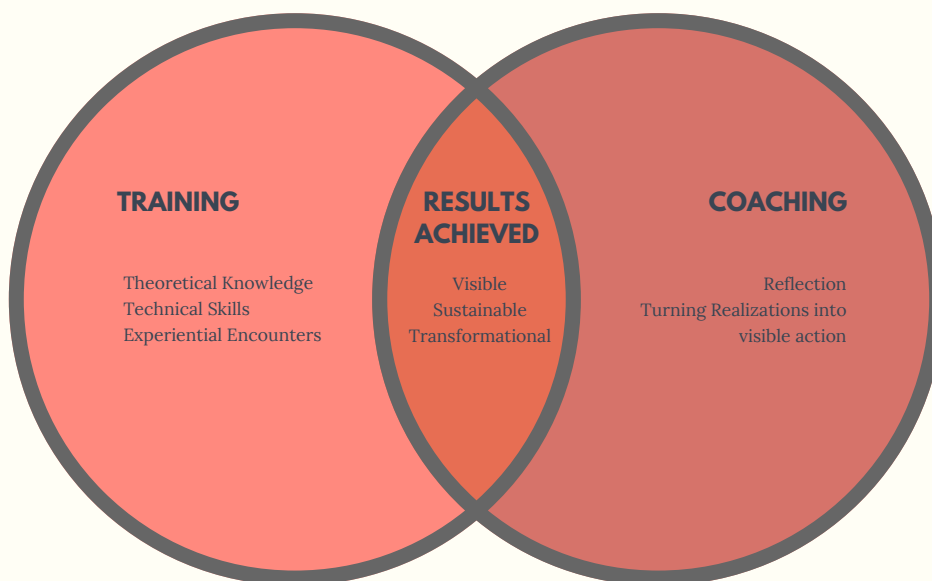 TRAINING
Theoretical Knowledge
Technical Skills
Experiential Encounters
RESULTS
ACHIEVED
Visible
Sustainable
Transformational
COACHING
Reflection
Turning Realizations into
visible action